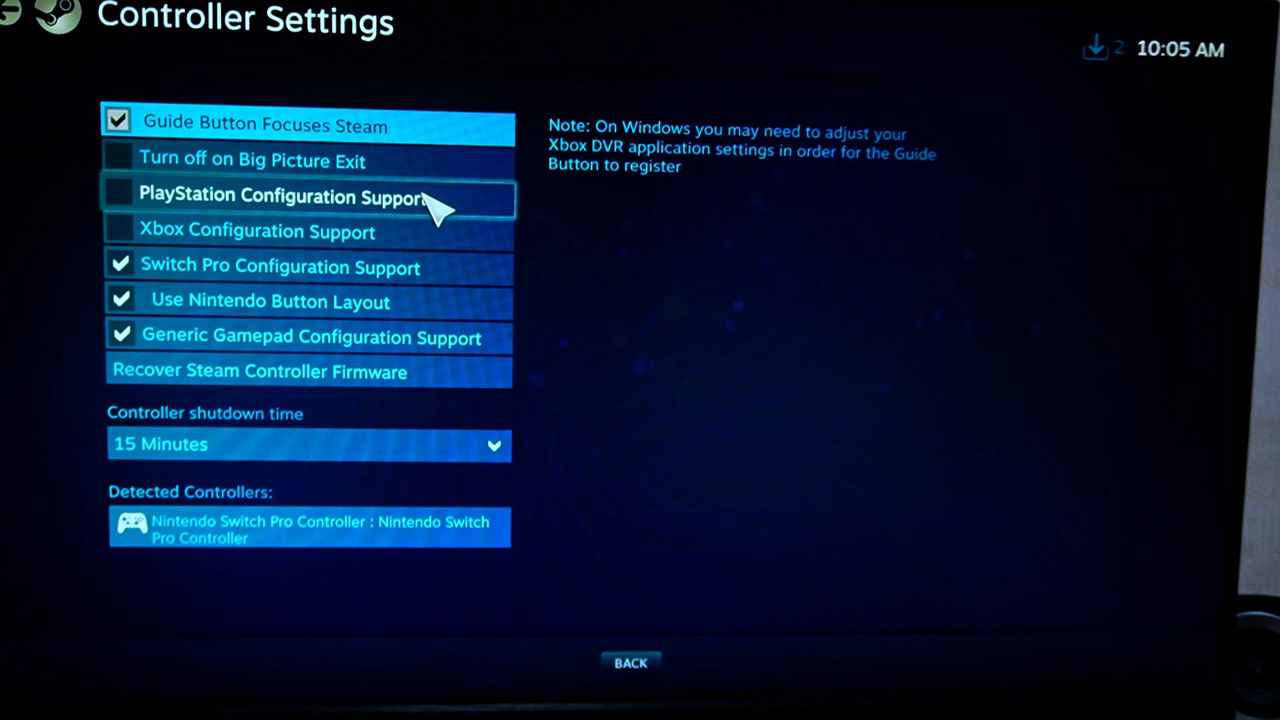 Controller Settings
2 10:05 AM
Guide Button Focuses Steam
Turn off on Big Picture Exit
PlayStation Configuration Support
Xbox Configuration Support
Switch Pro Configuration Support
Use Nintendo Button Layout
Generic Gamepad Configuration Support
Recover Steam Controller Firmware
Controller shutdown time
15 Minutes
Detected Controllers:
Nintendo Switch Pro Controller : Nintendo Switch
Pro Controller
Note: On Windows you may need to adjust your
Xbox DVR application settings in order for the Guide
Button to register
BACK